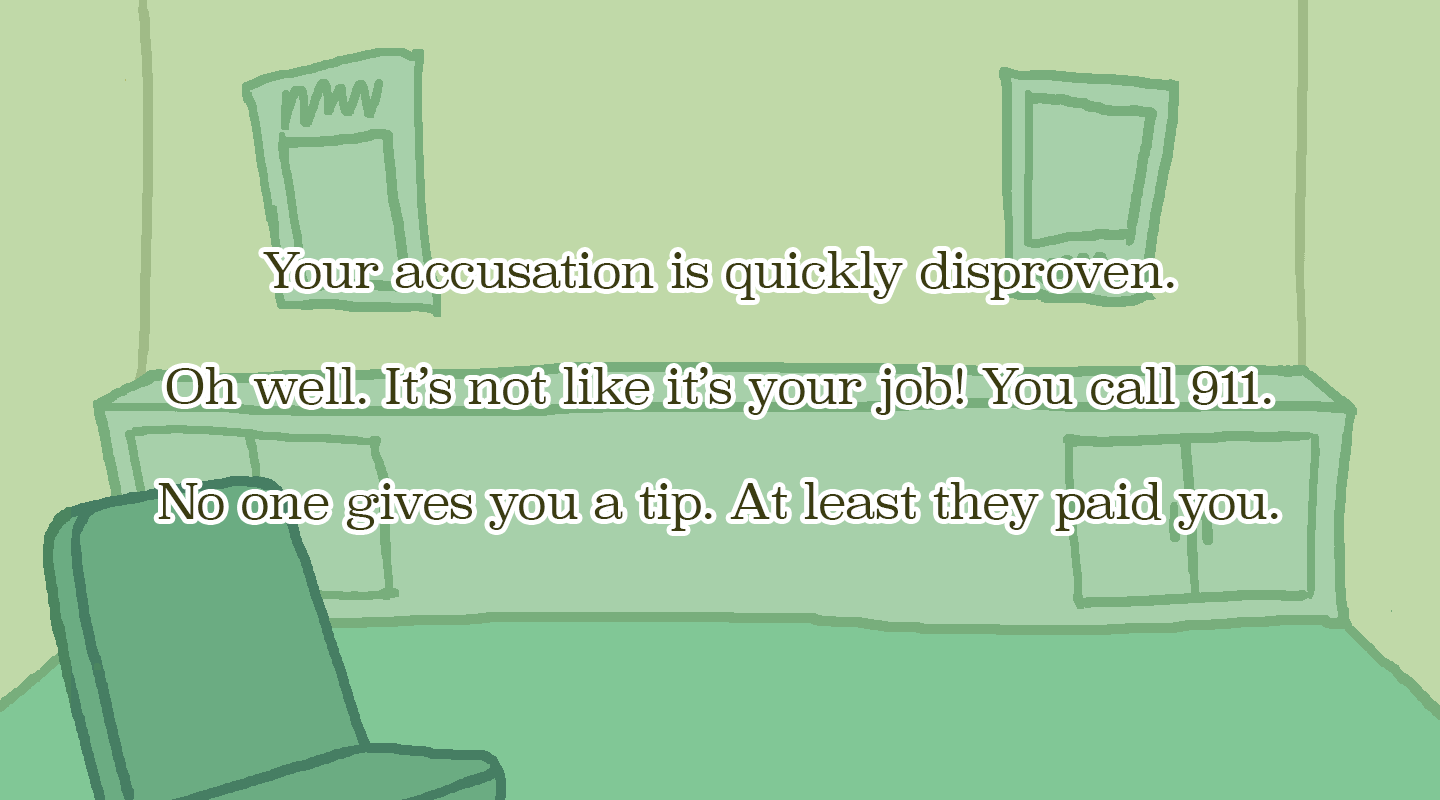 Your accusation is quickly disproven.
Oh well. It’s not like it’s your job! You call 911.
No one gives you a tip. At least they paid you.